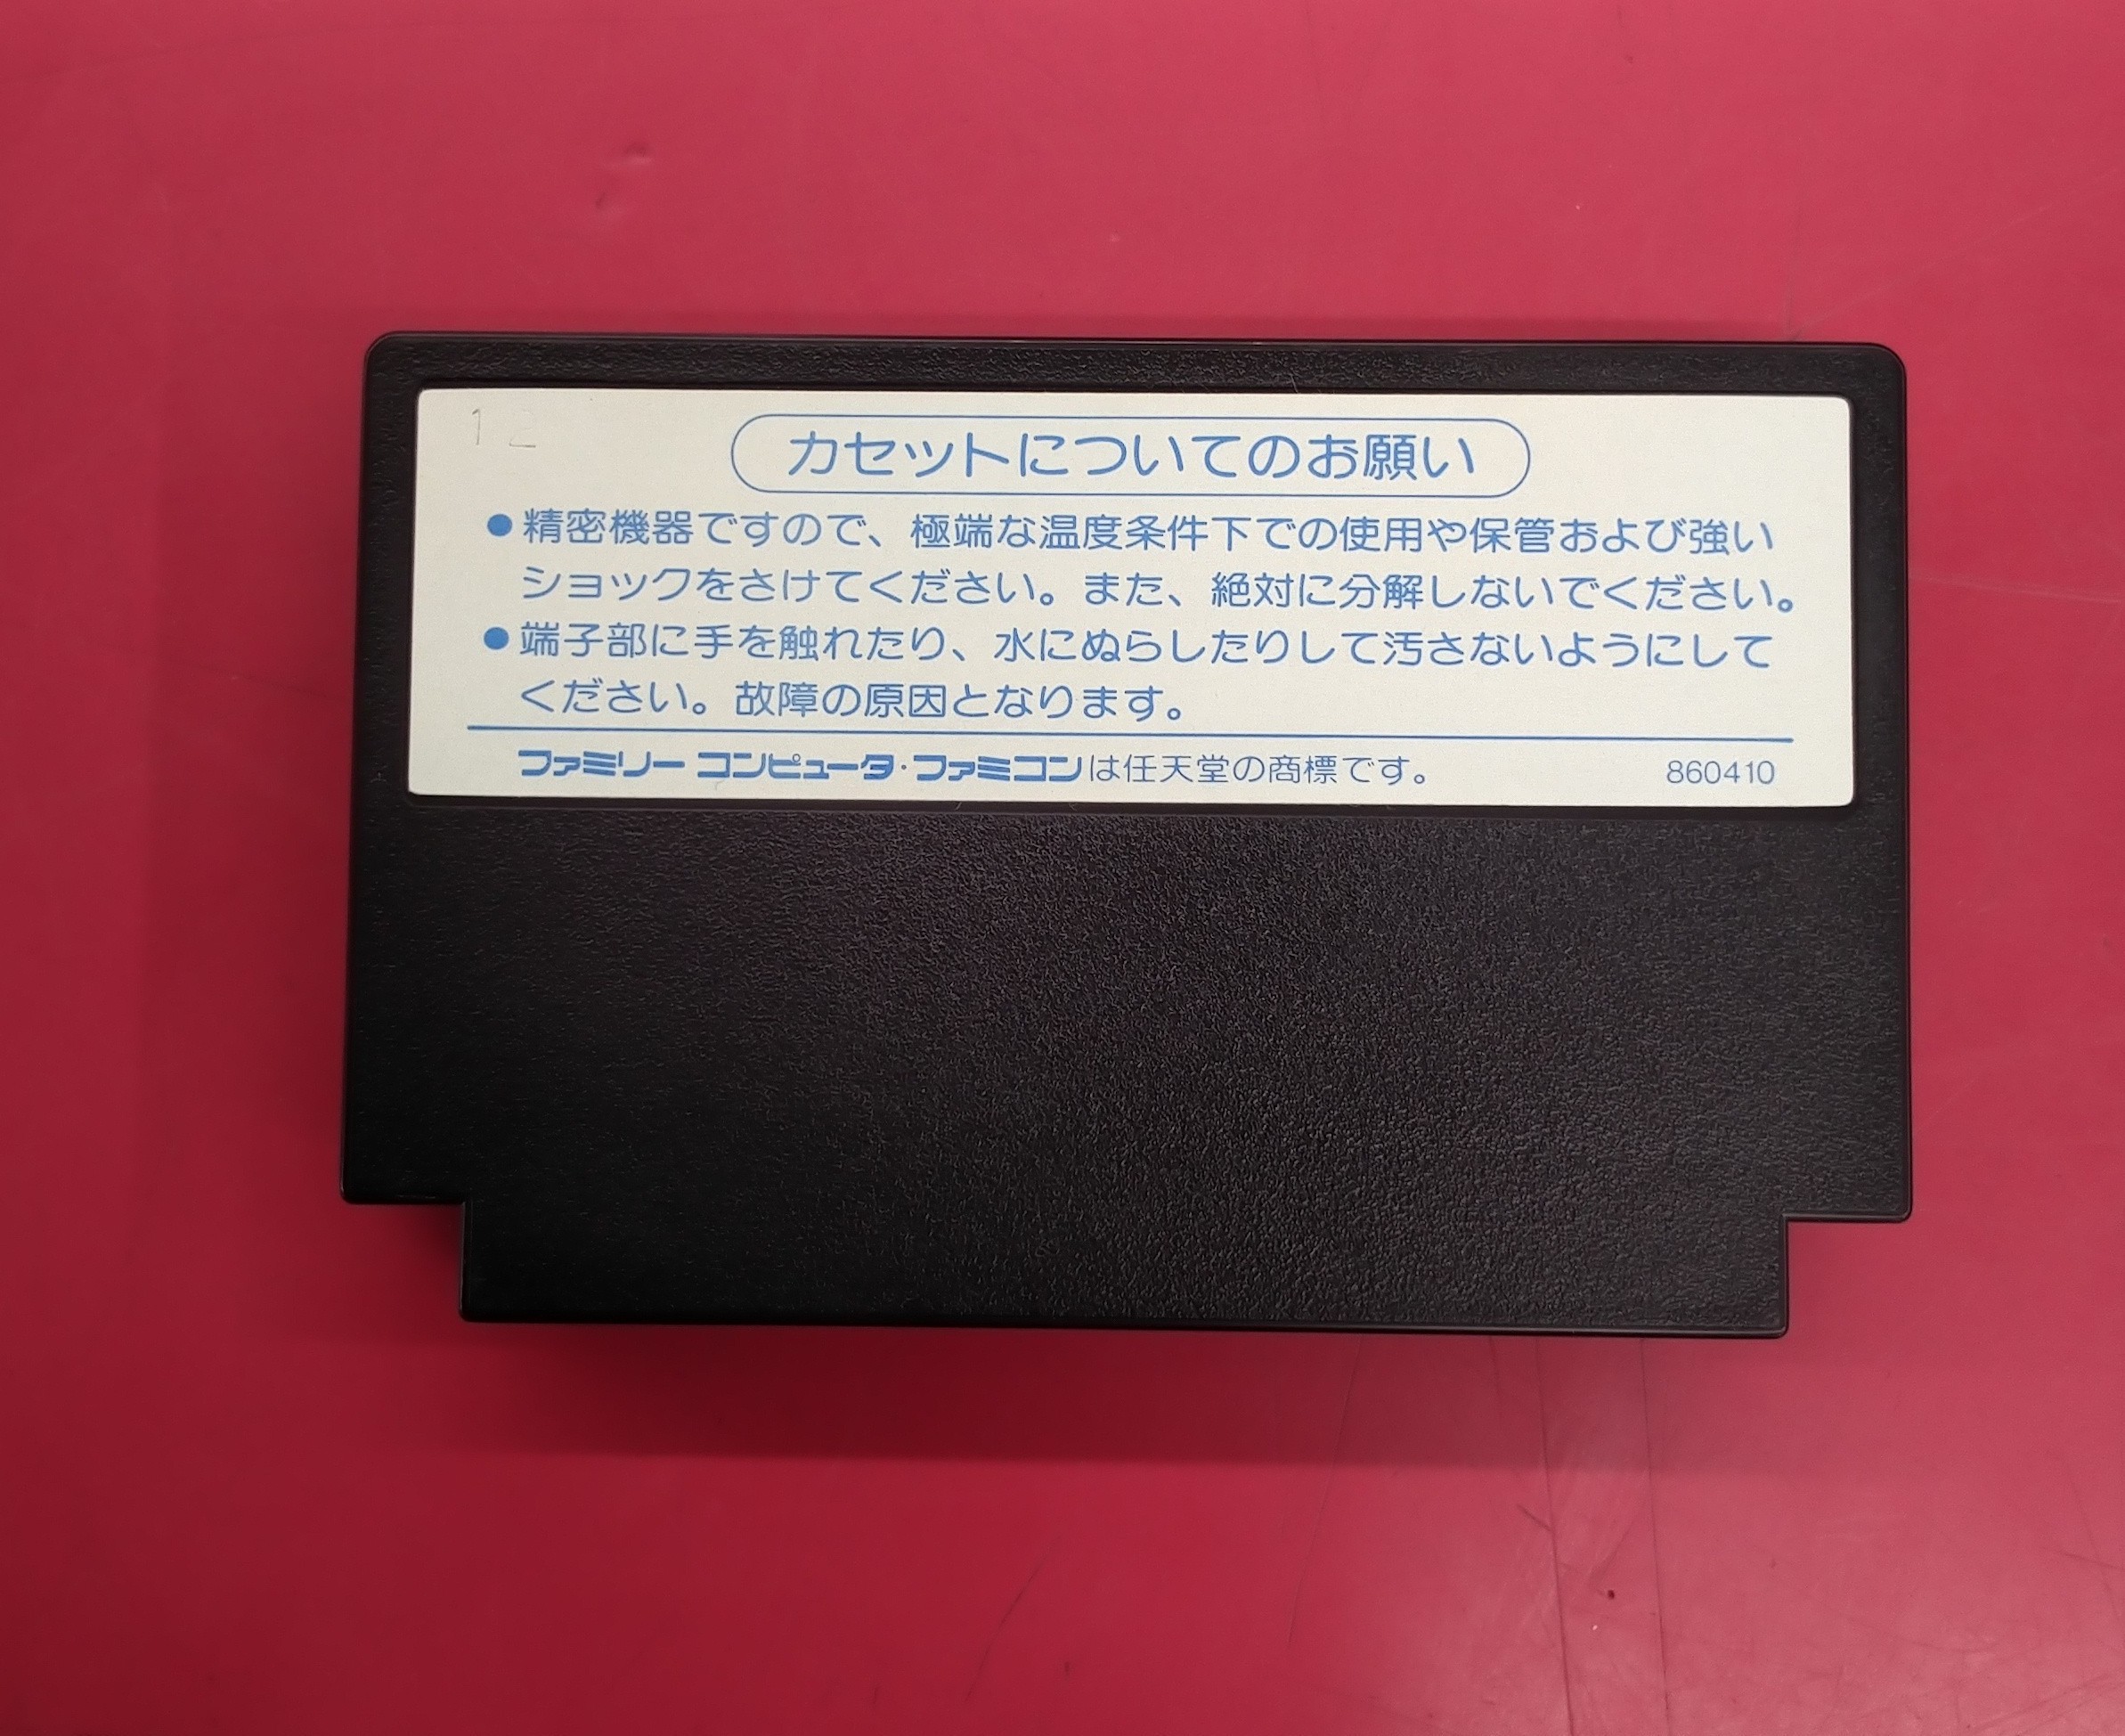 12
カセットについてのお願い
●精密機器ですので、極端な温度条件下での使用や保管および強い
ショックをさけてください。また、絶対に分解しないでください。
●端子部に手を触れたり、水にぬらしたりして汚さないようにして
ください。故障の原因となります。
ファミリー コンピュータ・ファミコンは任天堂の商標です。 860410